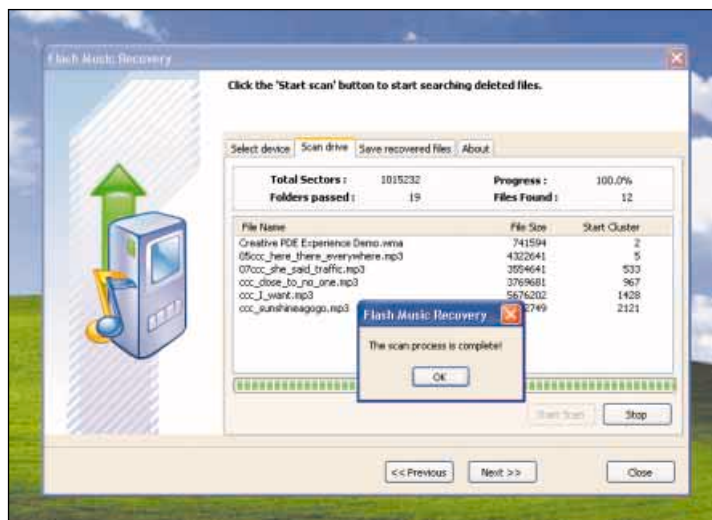 Flash Music Recovery
Click the 'Start scan' button to start searching deleted files.
Select device Scan drive Save recovered files About
Total Sectors : 1015232 Progress : 100.0%
Folders passed : 19 Files Found : 12
File Name File Size Start Cluster
Creative PDE Experience Demo.wma 741594 2
05ccc_here_there_everywhere.mp3 4322641 5
07ccc_she_said_traffic.mp3 3594641 533
ccc_close_to_no_one.mp3 3769681 967
ccc_I_want.mp3 5676202 1428
ccc_sunshineagogo.mp3 2749 2121
Flash Music Recovery
The scan process is complete!
OK
Start Scan Stop
<< Previous Next >> Close